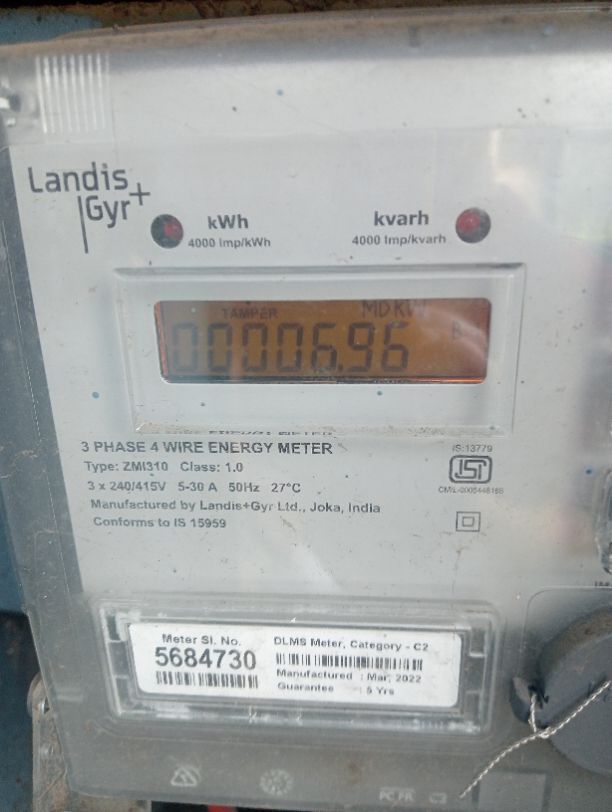 Landis
Gyr+
kWh
4000 Imp/kWh
kvarh
4000 Imp/kvarh
TAMPER MD KW
000006.96 B
3 PHASE 4 WIRE ENERGY METER
Type: ZMI310 Class: 1.0
3 x 240/415V 5-30 A 50Hz 27°C
Manufactured by Landis+Gyr Ltd., Joka, India
Conforms to IS 15959
IS:13779
ISI
Meter Sl. No.
5684730
DLMS Meter, Category - C2
Manufactured : Mar, 2022
Guarantee : 5 Yrs